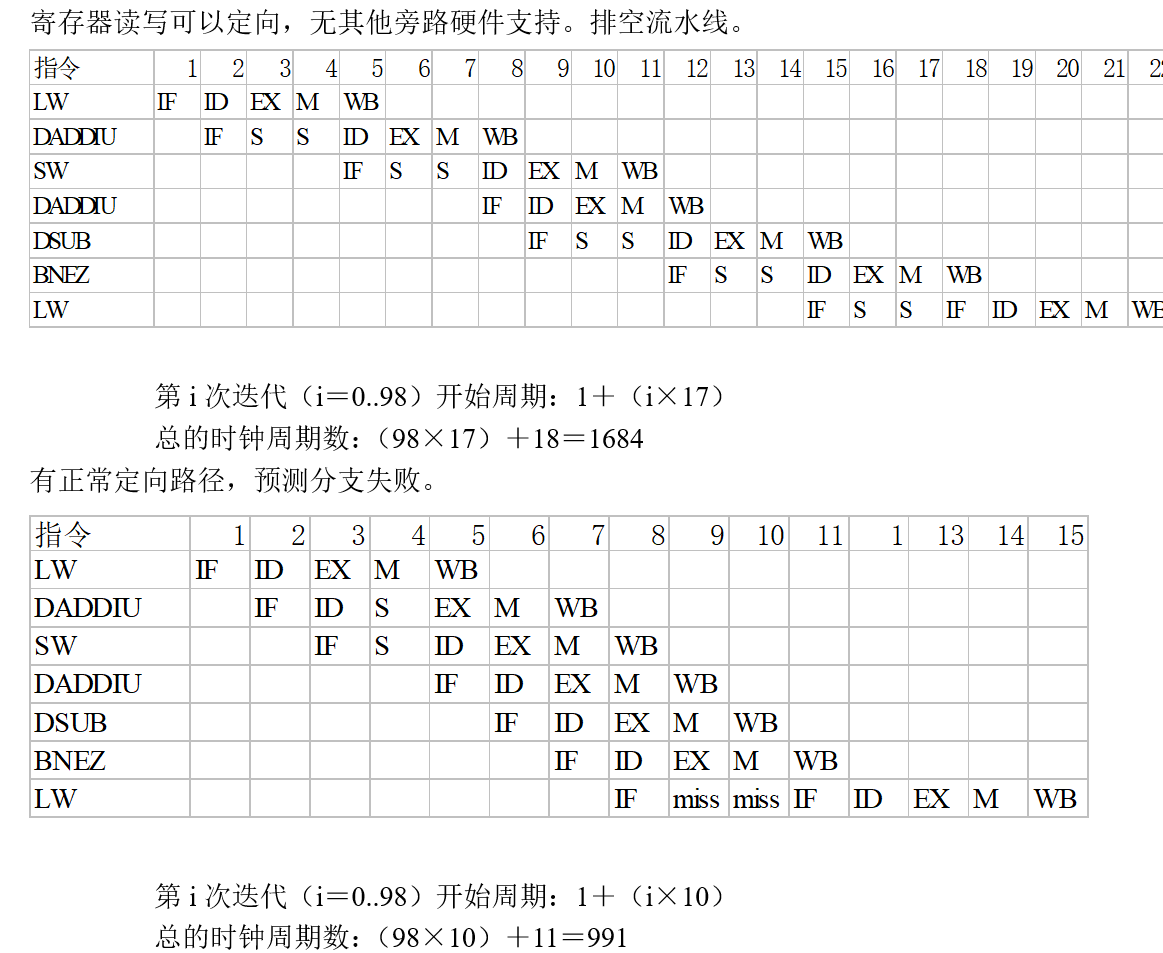 寄存器读写可以定向，无其他旁路硬件支持。排空流水线。
指令 1 2 3 4 5 6 7 8 9 10 11 12 13 14 15 16 17 18 19 20 21 22
LW IF ID EX M WB
DADDIU IF S S ID EX M WB
SW IF S S ID EX M WB
DADDIU IF ID EX M WB
DSUB IF S S ID EX M WB
BNEZ IF S S ID EX M WB
LW IF S S IF ID EX M WB
第 i 次迭代（i＝0..98）开始周期：1＋（i×17）
总的时钟周期数：（98×17）＋18＝1684
有正常定向路径，预测分支失败。
指令 1 2 3 4 5 6 7 8 9 10 11 1 13 14 15
LW IF ID EX M WB
DADDIU IF ID S EX M WB
SW IF S ID EX M WB
DADDIU IF ID EX M WB
DSUB IF ID EX M WB
BNEZ IF ID EX M WB
LW IF miss miss IF ID EX M WB
第 i 次迭代（i＝0..98）开始周期：1＋（i×10）
总的时钟周期数：（98×10）＋11＝991